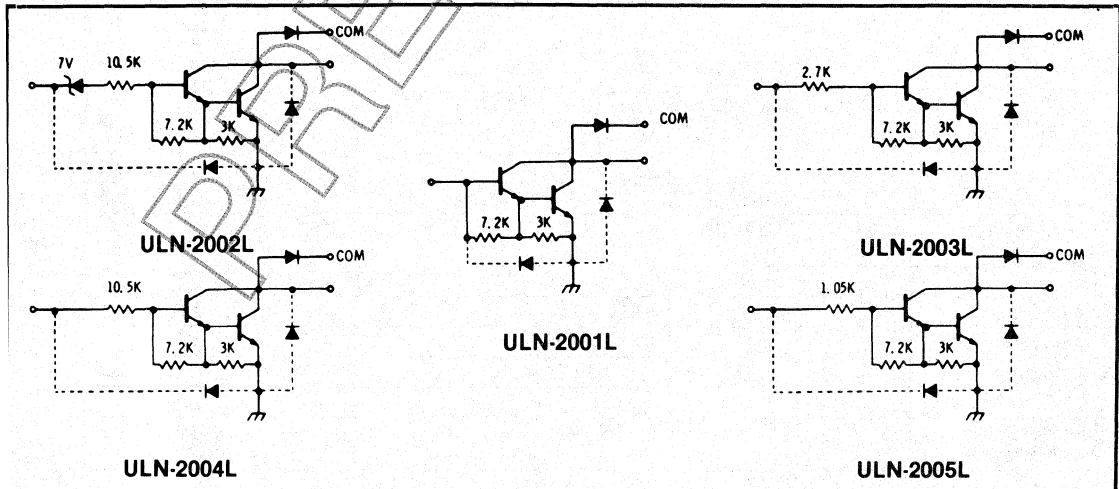 COM
7V
10.5K
7.2K
3K
ULN-2002L
COM
2.7K
7.2K
3K
ULN-2003L
COM
7.2K
3K
ULN-2001L
COM
10.5K
7.2K
3K
ULN-2004L
COM
1.05K
7.2K
3K
ULN-2005L
PRE